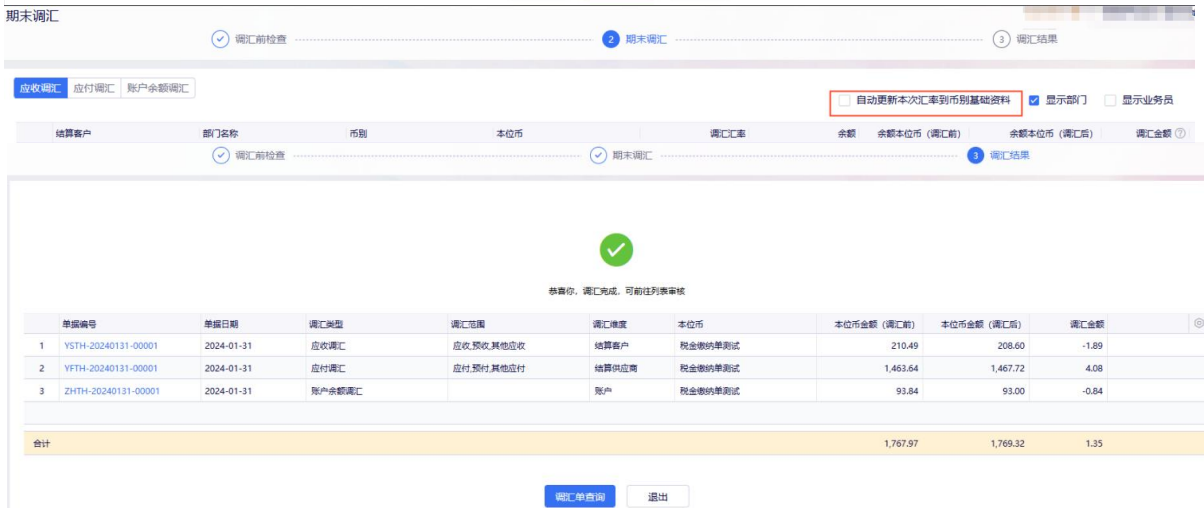 期末调汇
调汇前检查 2 期末调汇 3 调汇结果
应收调汇 应付调汇 账户余额调汇
自动更新本次汇率到币别基础资料 显示部门 显示业务员
结算客户 部门名称 币别 本位币 调汇汇率 余额 余额本位币（调汇前） 余额本位币（调汇后） 调汇金额
调汇前检查 期末调汇 3 调汇结果
恭喜你，调汇完成，可前往列表审核
单据编号 单据日期 调汇类型 调汇范围 调汇维度 本位币 本位币金额（调汇前） 本位币金额（调汇后） 调汇金额
1 YSTH-20240131-00001 2024-01-31 应收调汇 应收,预收,其他应收 结算客户 税金缴纳单测试 210.49 208.60 -1.89
2 YFTH-20240131-00001 2024-01-31 应付调汇 应付,预付,其他应付 结算供应商 税金缴纳单测试 1,463.64 1,467.72 4.08
3 ZHTH-20240131-00001 2024-01-31 账户余额调汇 账户 税金缴纳单测试 93.84 93.00 -0.84
合计 1,767.97 1,769.32 1.35
调汇单查询 退出